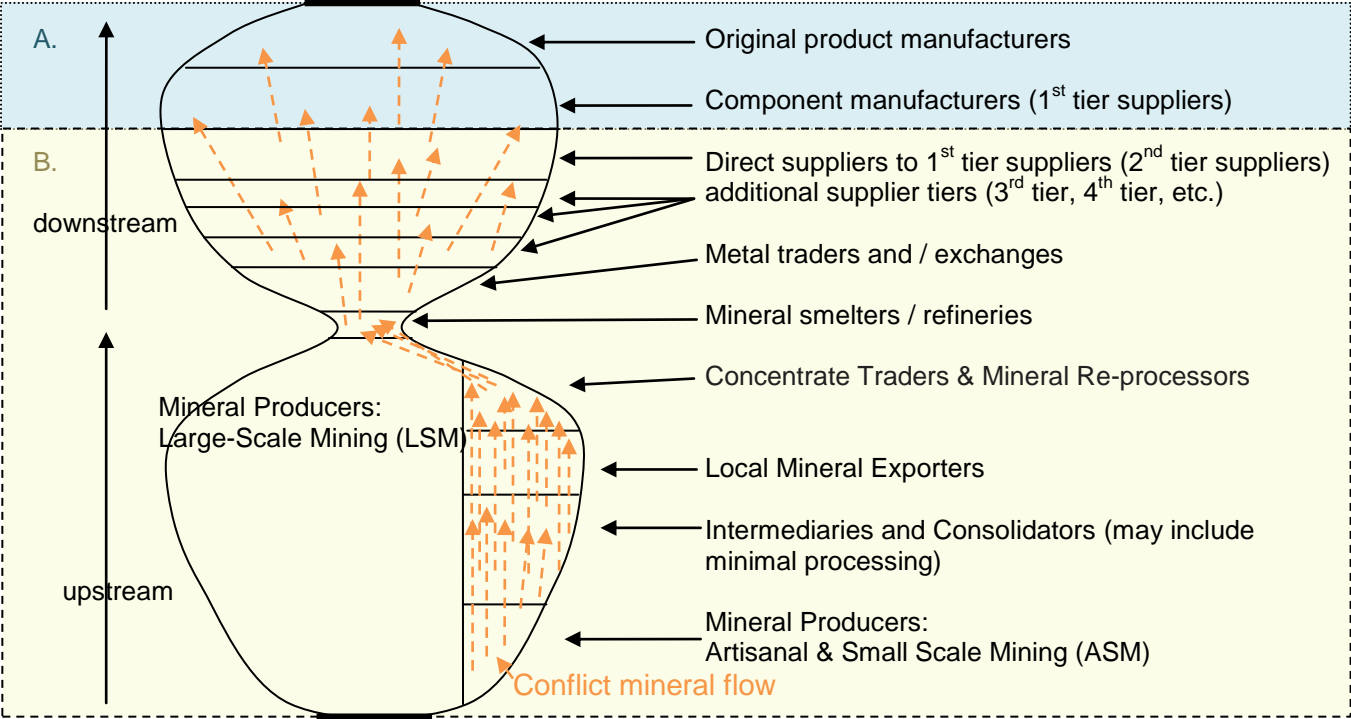 A.
Original product manufacturers
Component manufacturers (1st tier suppliers)
B.
Direct suppliers to 1st tier suppliers (2nd tier suppliers)
additional supplier tiers (3rd tier, 4th tier, etc.)
downstream
Metal traders and / exchanges
Mineral smelters / refineries
Concentrate Traders & Mineral Re-processors
Mineral Producers:
Large-Scale Mining (LSM)
Local Mineral Exporters
Intermediaries and Consolidators (may include
minimal processing)
upstream
Mineral Producers:
Artisanal & Small Scale Mining (ASM)
Conflict mineral flow